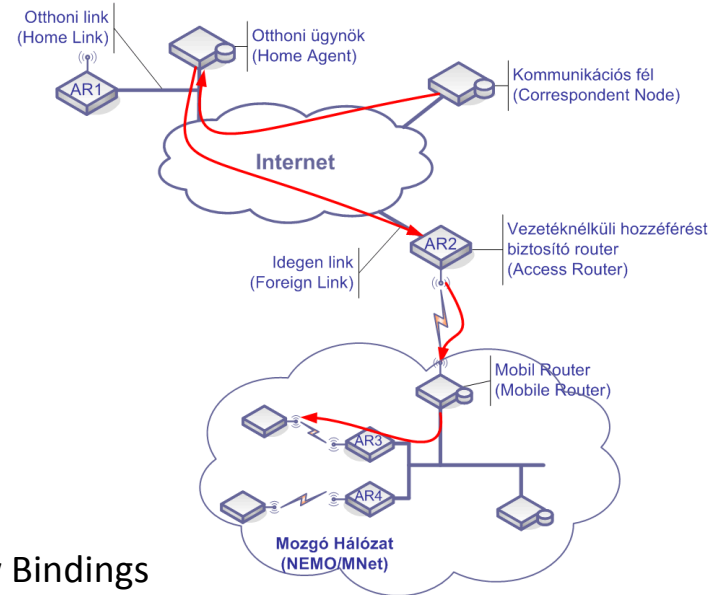 Otthoni link
(Home Link)
Otthoni ügynök
(Home Agent)
AR1
Kommunikációs fél
(Correspondent Node)
Internet
AR2
Vezetéknélküli hozzéférést
biztosító router
(Access Router)
Idegen link
(Foreign Link)
Mobil Router
(Mobile Router)
AR3
AR4
Mozgó Hálózat
(NEMO/MNet)
Bindings